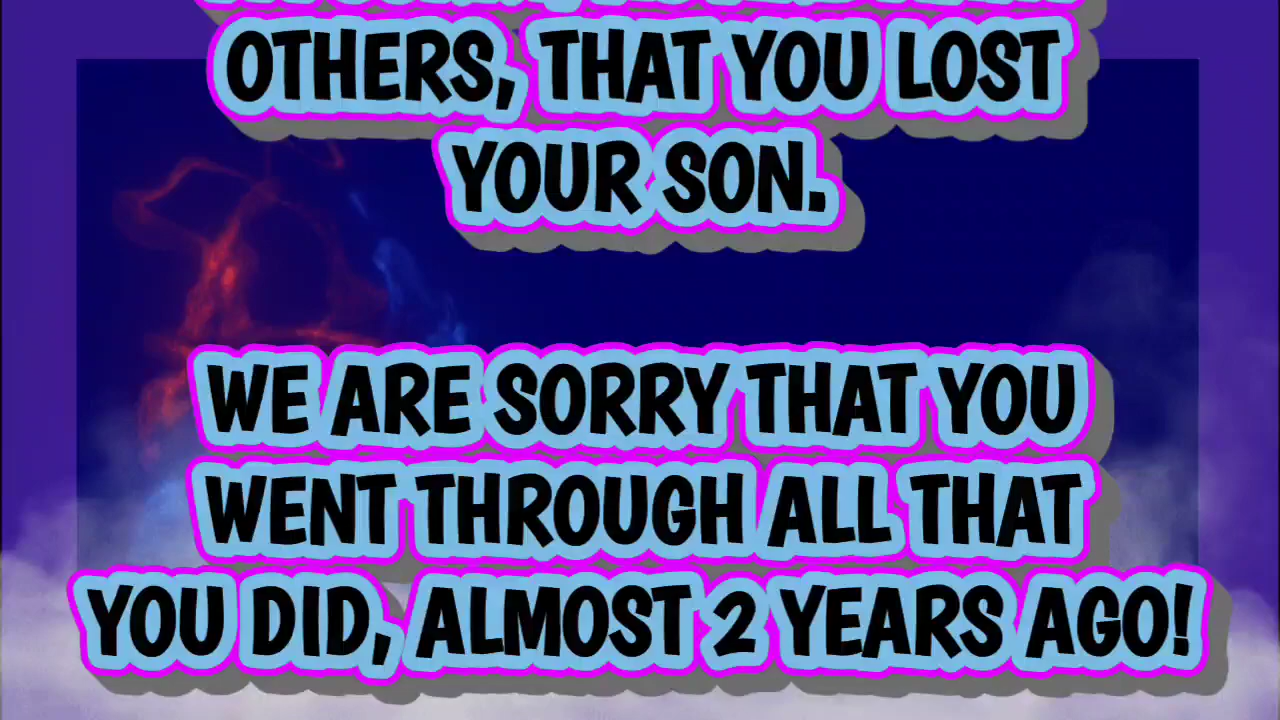 OTHERS, THAT YOU LOST
YOUR SON.
WE ARE SORRY THAT YOU
WENT THROUGH ALL THAT
YOU DID, ALMOST 2 YEARS AGO!